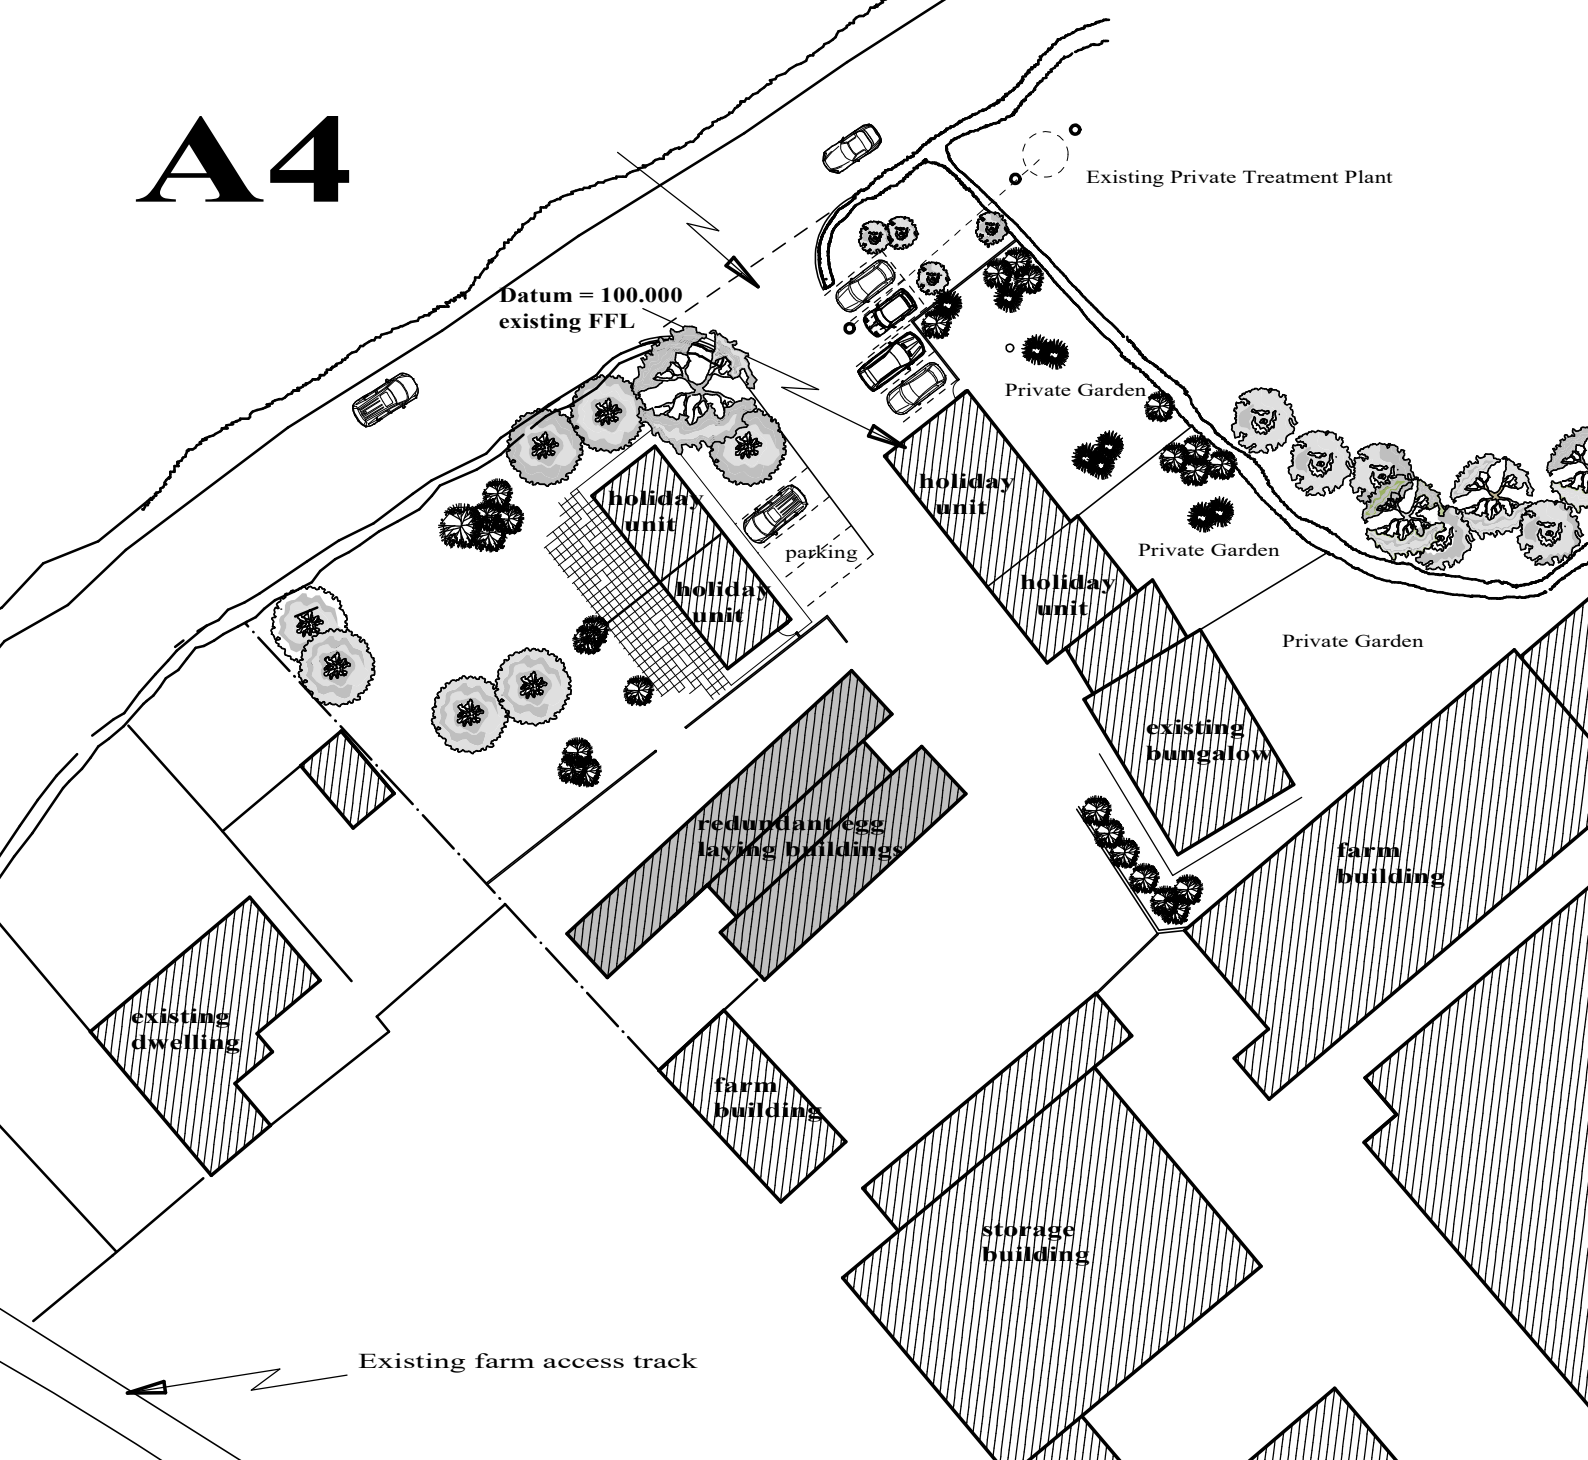 A4
Existing Private Treatment Plant
Datum = 100.000
existing FFL
Private Garden
holiday
unit
holiday
unit
parking
Private Garden
holiday
unit
holiday
unit
Private Garden
existing
bungalow
redundant egg
laying buildings
farm
building
existing
dwelling
farm
building
storage
building
Existing farm access track